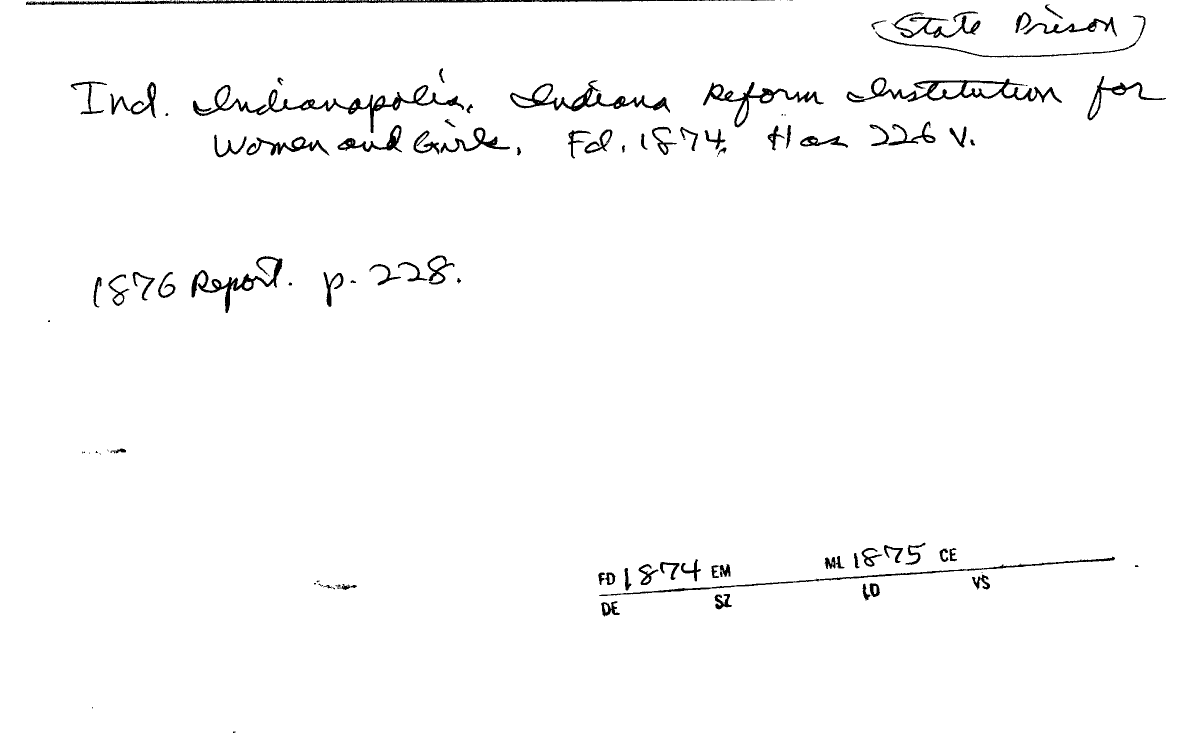 State Prison
Ind. Indianapolis. Indiana Reform Institution for
Women and Girls. Fd. 1874. Has 226 V.
1876 Report. p. 228.
FD 1874 EM ML 1875 CE
DE SZ LO VS